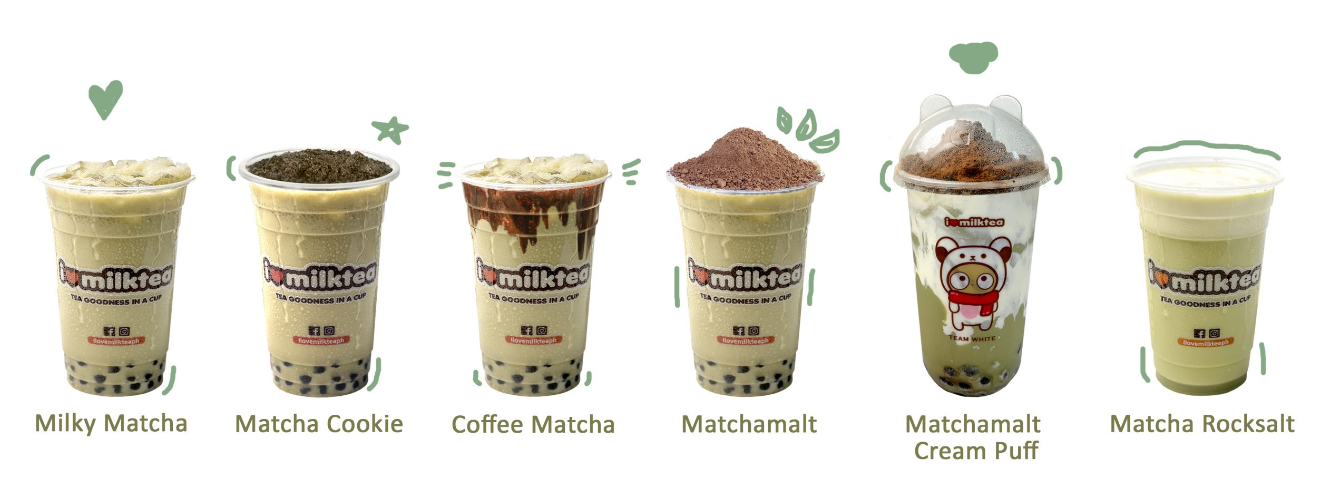 i♥milktea
TEA GOODNESS IN A CUP
ilovemilkteaph
i♥milktea
TEA GOODNESS IN A CUP
ilovemilkteaph
i♥milktea
TEA GOODNESS IN A CUP
ilovemilkteaph
i♥milktea
TEA GOODNESS IN A CUP
ilovemilkteaph
i♥milktea
TEAM WHITE
i♥milktea
TEA GOODNESS IN A CUP
ilovemilkteaph
Milky Matcha
Matcha Cookie
Coffee Matcha
Matchamalt
Matchamalt
Cream Puff
Matcha Rocksalt